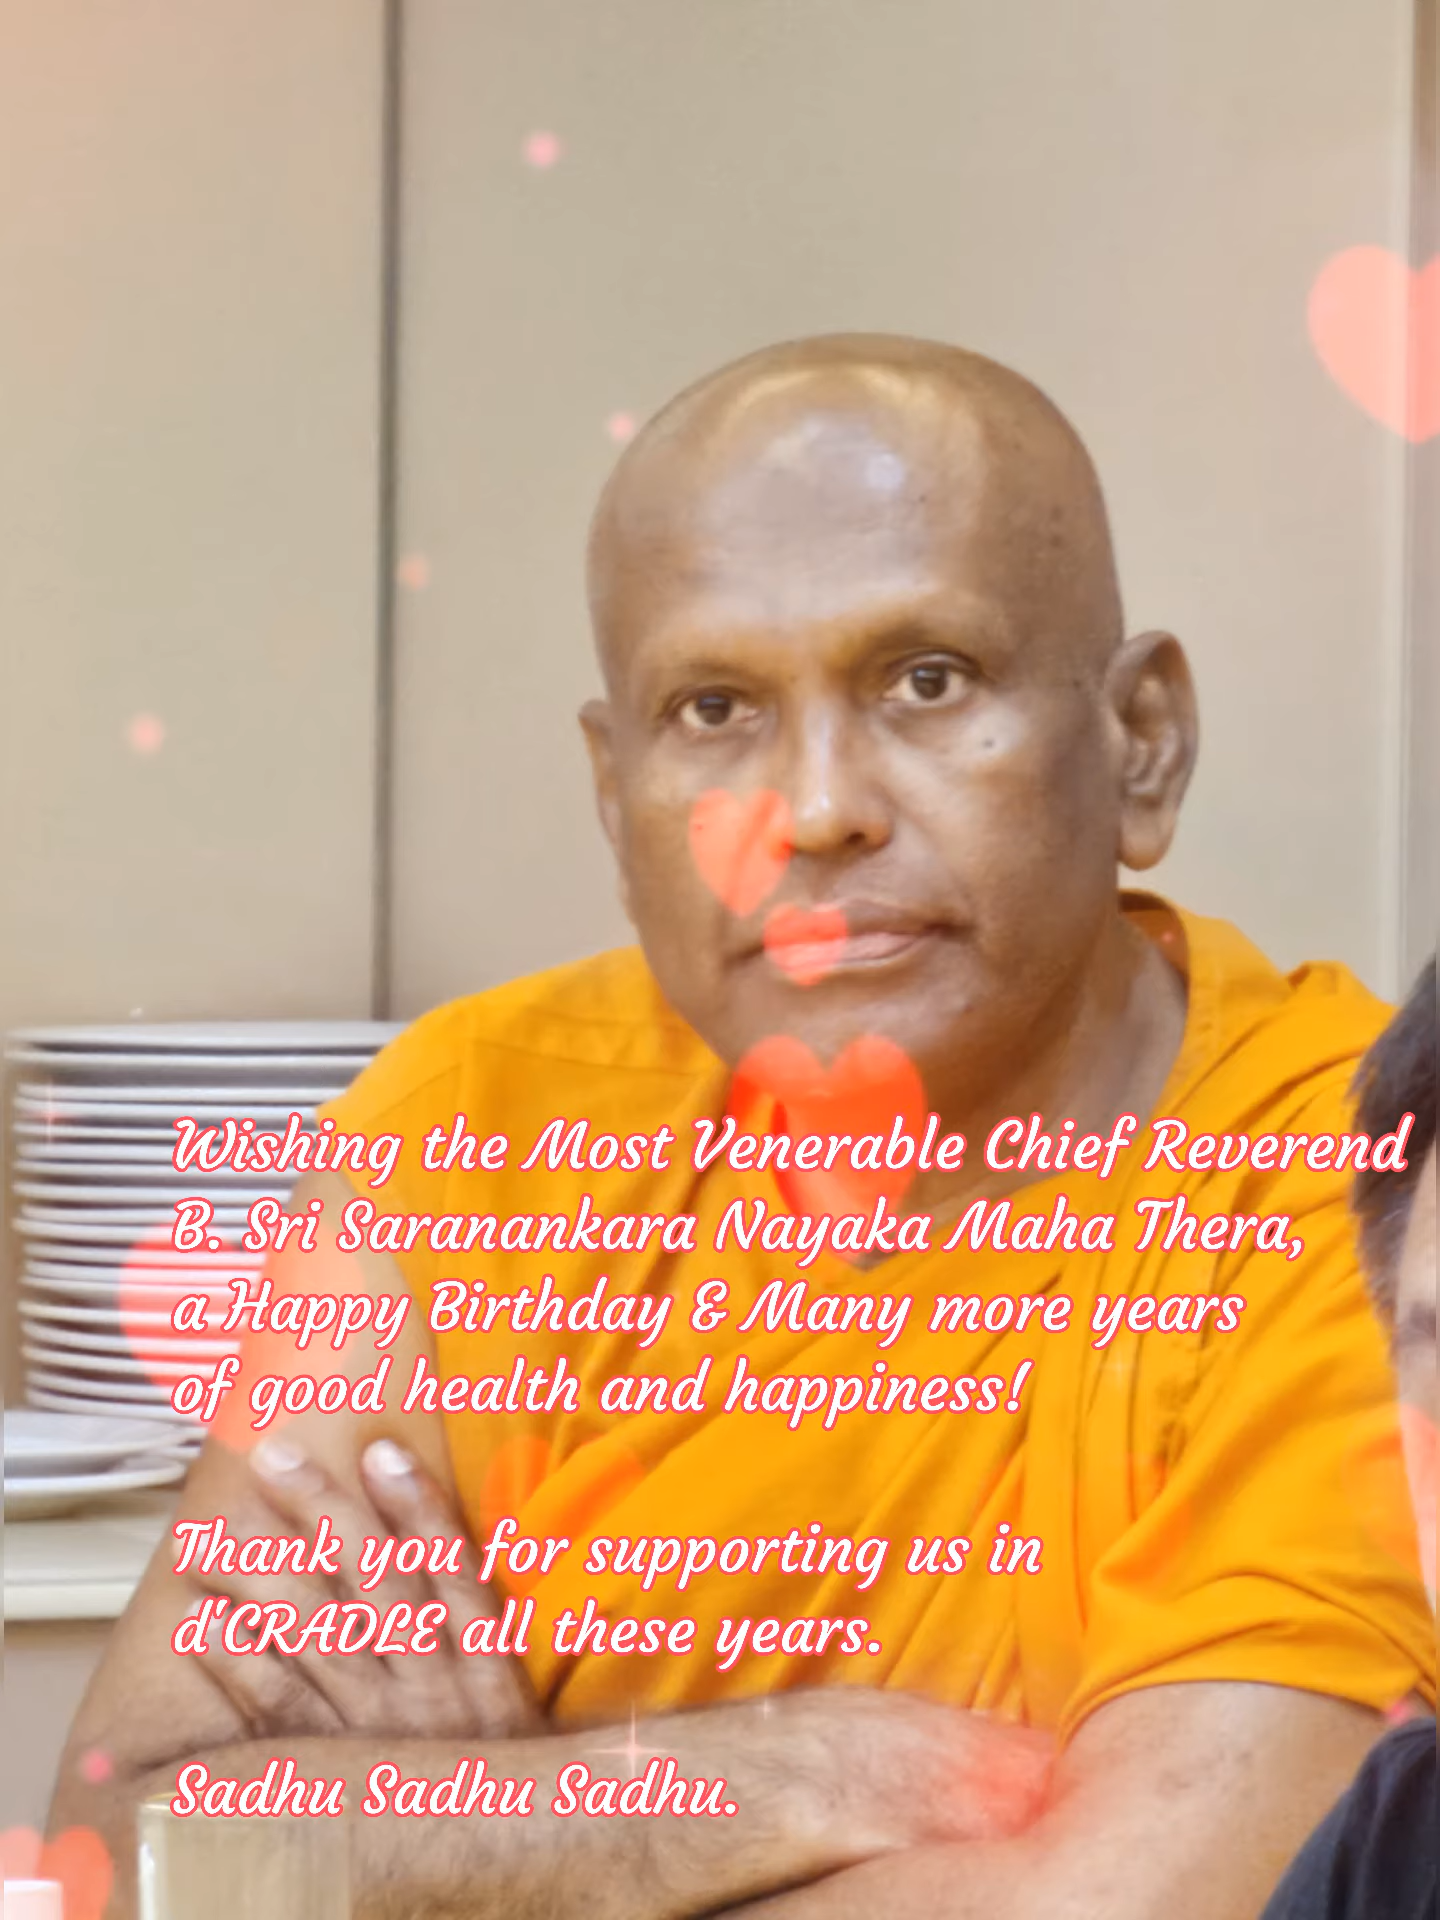 Wishing the Most Venerable Chief Reverend
B. Sri Saranankara Nayaka Maha Thera,
a Happy Birthday & Many more years
of good health and happiness!
Thank you for supporting us in
d'CRADLE all these years.
Sadhu Sadhu Sadhu.